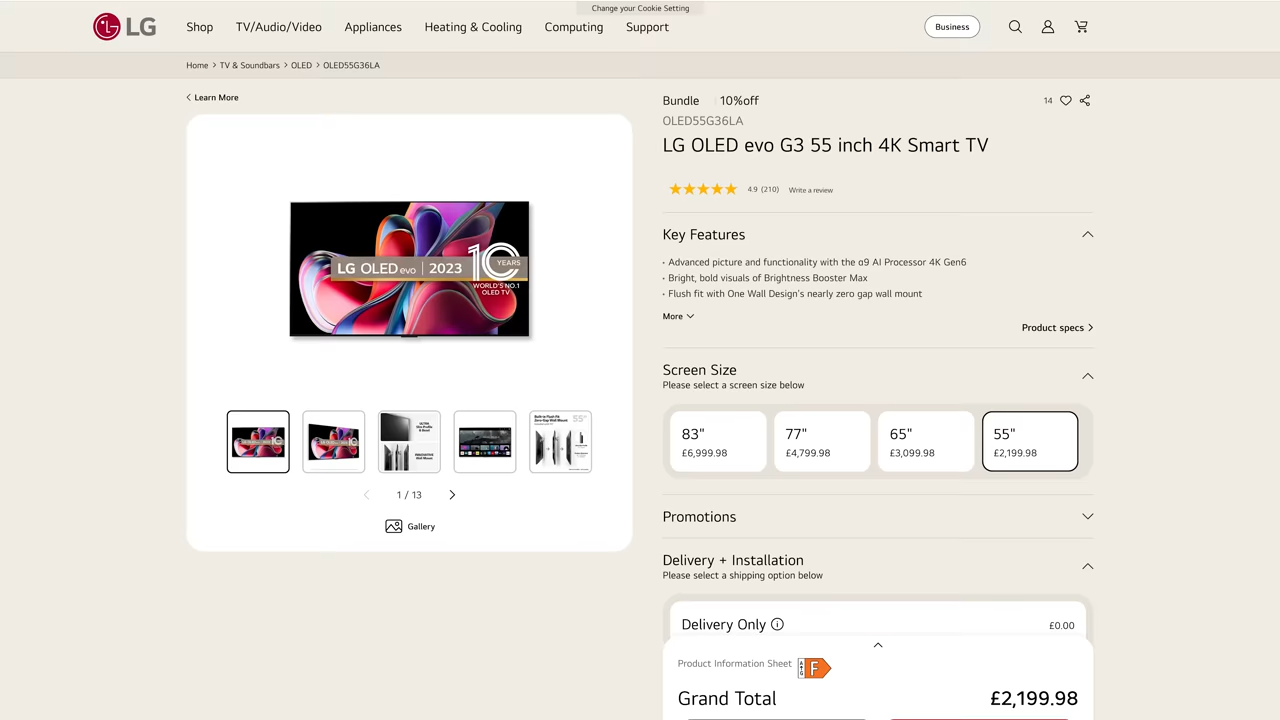 Change your Cookie Setting
LG
Shop TV/Audio/Video Appliances Heating & Cooling Computing Support
Business
Home > TV & Soundbars > OLED > OLED55G36LA
Learn More
Bundle 10%off
14
OLED55G36LA
LG OLED evo G3 55 inch 4K Smart TV
4.9 (210) Write a review
Key Features
• Advanced picture and functionality with the α9 AI Processor 4K Gen6
• Bright, bold visuals of Brightness Booster Max
• Flush fit with One Wall Design's nearly zero gap wall mount
More
Product specs
LG OLED evo 2023
10 YEARS
WORLD'S NO.1
OLED TV
Screen Size
Please select a screen size below
83" 77" 65" 55"
£6,999.98 £4,799.98 £3,099.98 £2,199.98
1 / 13
Gallery
Promotions
Delivery + Installation
Please select a shipping option below
Delivery Only £0.00
Product Information Sheet F
Grand Total £2,199.98